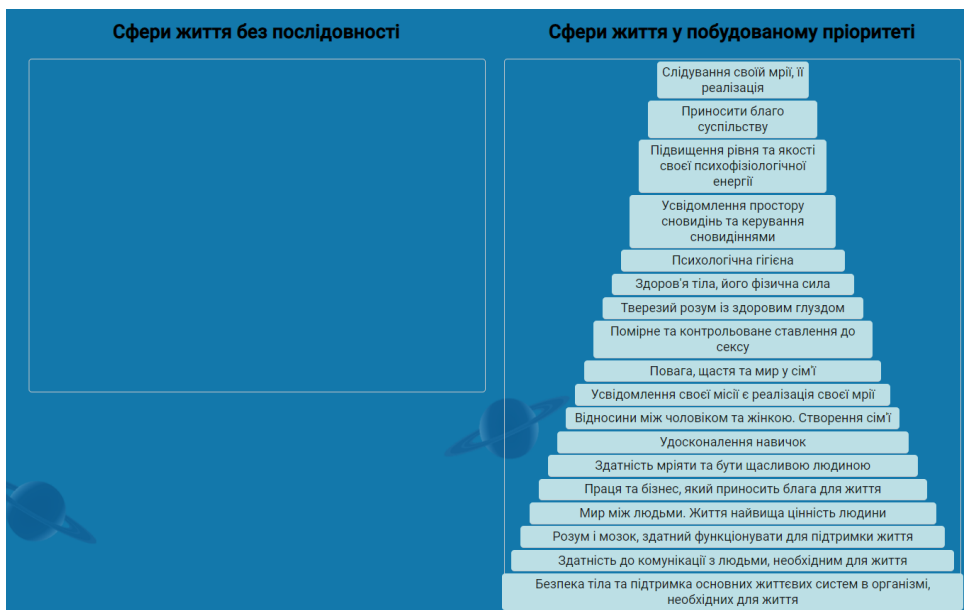 Сфери життя без послідовності
Сфери життя у побудованому пріоритеті
Слідування своїй мрії, її
реалізація
Приносити благо
суспільству
Підвищення рівня та якості
своєї психофізіологічної
енергії
Усвідомлення простору
сновидінь та керування
сновидіннями
Психологічна гігієна
Здоров'я тіла, його фізична сила
Тверезий розум із здоровим глуздом
Помірне та контрольоване ставлення до
сексу
Повага, щастя та мир у сім'ї
Усвідомлення своєї місії є реалізація своєї мрії
Відносини між чоловіком та жінкою. Створення сім'ї
Удосконалення навичок
Здатність мріяти та бути щасливою людиною
Праця та бізнес, який приносить блага для життя
Мир між людьми. Життя найвища цінність людини
Розум і мозок, здатний функціонувати для підтримки життя
Здатність до комунікації з людьми, необхідним для життя
Безпека тіла та підтримка основних життєвих систем в організмі,
необхідних для життя